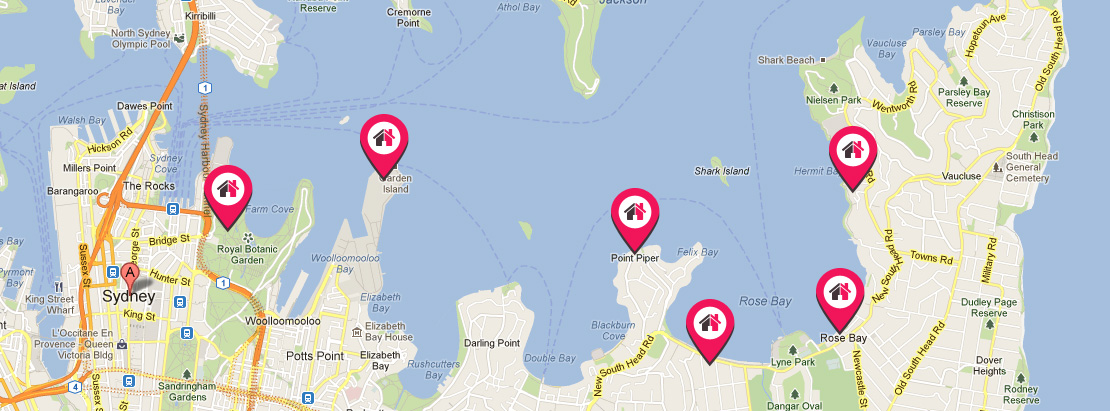 Kirribilli
Reserve
Cremorne
Point
Athol Bay
Jackson
North Sydney
Olympic Pool
Hopetoun Ave
Parsley Bay
Vaucluse
Bay
Old South Head Rd
Shark Beach
1
Dawes Point
Nielsen Park
Wentworth Rd
Parsley Bay
Reserve
Walsh Bay
Hickson Rd
Sydney Harbour
Christison
Park
Millers Point
Sydney
Cove
South Head
General
Cemetery
Barangaroo
The Rocks
Garden
Island
Shark Island
Hermit Bay
Rd
Vaucluse
Farm Cove
George St
Bridge St
Royal Botanic
Garden
Woolloomooloo
Bay
Point Piper
Felix Bay
New South Head Rd
Towns Rd
Military Rd
Sussex St
Hunter St
A
Sydney
King Street
Wharf
King St
1
Elizabeth
Bay
Rose Bay
Dudley Page
Reserve
L'Occitane En
Provence - Queen
Victoria Bldg
Woolloomooloo
Elizabeth
Bay House
Blackburn
Cove
Darling Point
Rose Bay
Potts Point
Elizabeth
Bay
Rushcutters
Bay
Double Bay
New South Head Rd
Lyne Park
Newcastle St
Old South Head Rd
Dover
Heights
4
Sussex St
Sandringham
Gardens
Dangar Oval
Rodney
Reserve